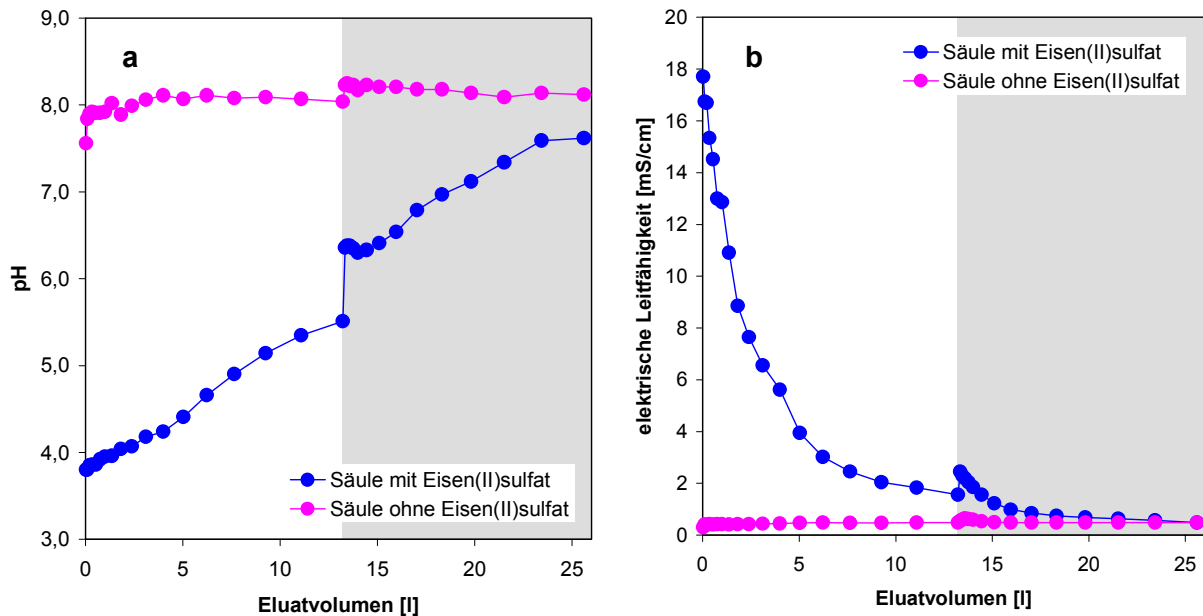 a
9,0
8,0
7,0
6,0
5,0
4,0
3,0
pH
Säule mit Eisen(II)sulfat
Säule ohne Eisen(II)sulfat
0 5 10 15 20 25
Eluatvolumen [l]
b
20
18
16
14
12
10
8
6
4
2
0
elektrische Leitfähigkeit [mS/cm]
Säule mit Eisen(II)sulfat
Säule ohne Eisen(II)sulfat
0 5 10 15 20 25
Eluatvolumen [l]